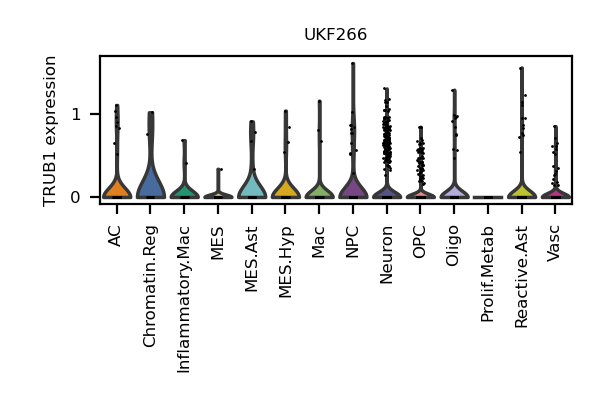 UKF266
TRUB1 expression
1
0
AC
Chromatin.Reg
Inflammatory.Mac
MES
MES.Ast
MES.Hyp
Mac
NPC
Neuron
OPC
Oligo
Prolif.Metab
Reactive.Ast
Vasc